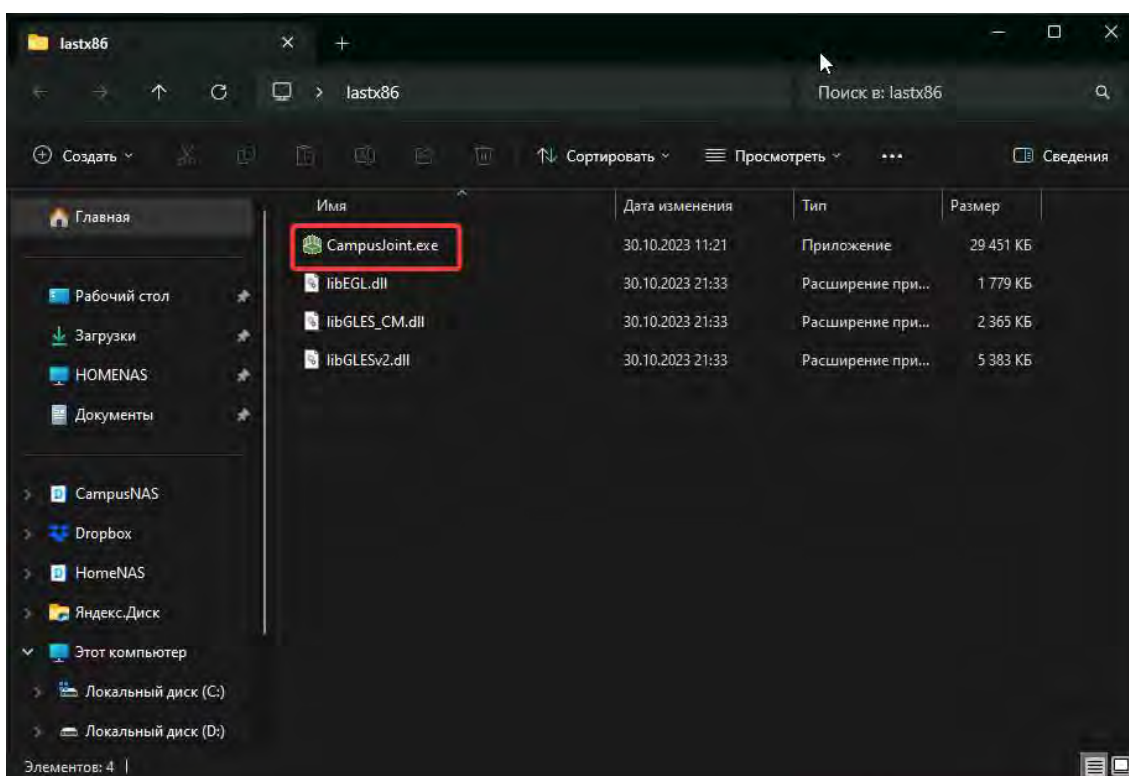 lastx86
lastx86
Поиск в: lastx86
Создать
Сортировать
Просмотреть
Сведения
Имя Дата изменения Тип Размер
CampusJoint.exe 30.10.2023 11:21 Приложение 29 451 КБ
libEGL.dll 30.10.2023 21:33 Расширение при... 1 779 КБ
libGLES_CM.dll 30.10.2023 21:33 Расширение при... 2 365 КБ
libGLESv2.dll 30.10.2023 21:33 Расширение при... 5 383 КБ
Главная
Рабочий стол
Загрузки
HOMENAS
Документы
CampusNAS
Dropbox
HomeNAS
Яндекс.Диск
Этот компьютер
Локальный диск (C:)
Локальный диск (D:)
Элементов: 4